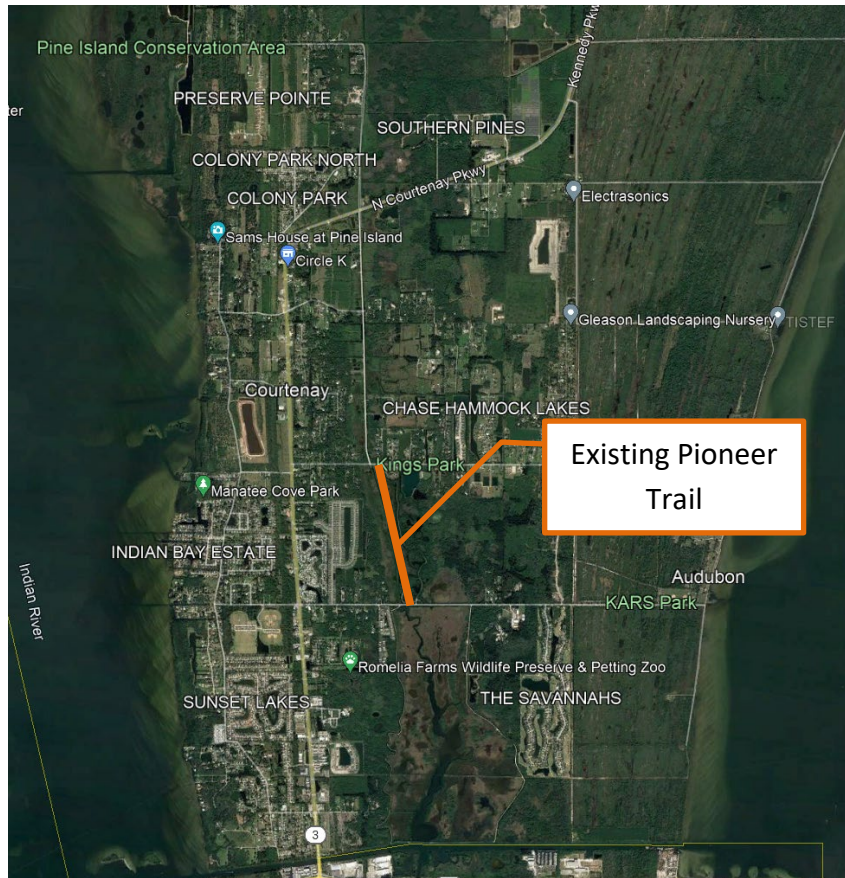 Pine Island Conservation Area
Kennedy Pkwy
ter
PRESERVE POINTE
SOUTHERN PINES
COLONY PARK NORTH
N Courtenay Pkwy
COLONY PARK
Electrasonics
Sams House at Pine Island
Circle K
Gleason Landscaping Nursery
TISTEF
Courtenay
CHASE HAMMOCK LAKES
Existing Pioneer
Trail
Kings Park
Manatee Cove Park
INDIAN BAY ESTATE
Indian River
Audubon
KARS Park
Romelia Farms Wildlife Preserve & Petting Zoo
SUNSET LAKES
THE SAVANNAHS
3